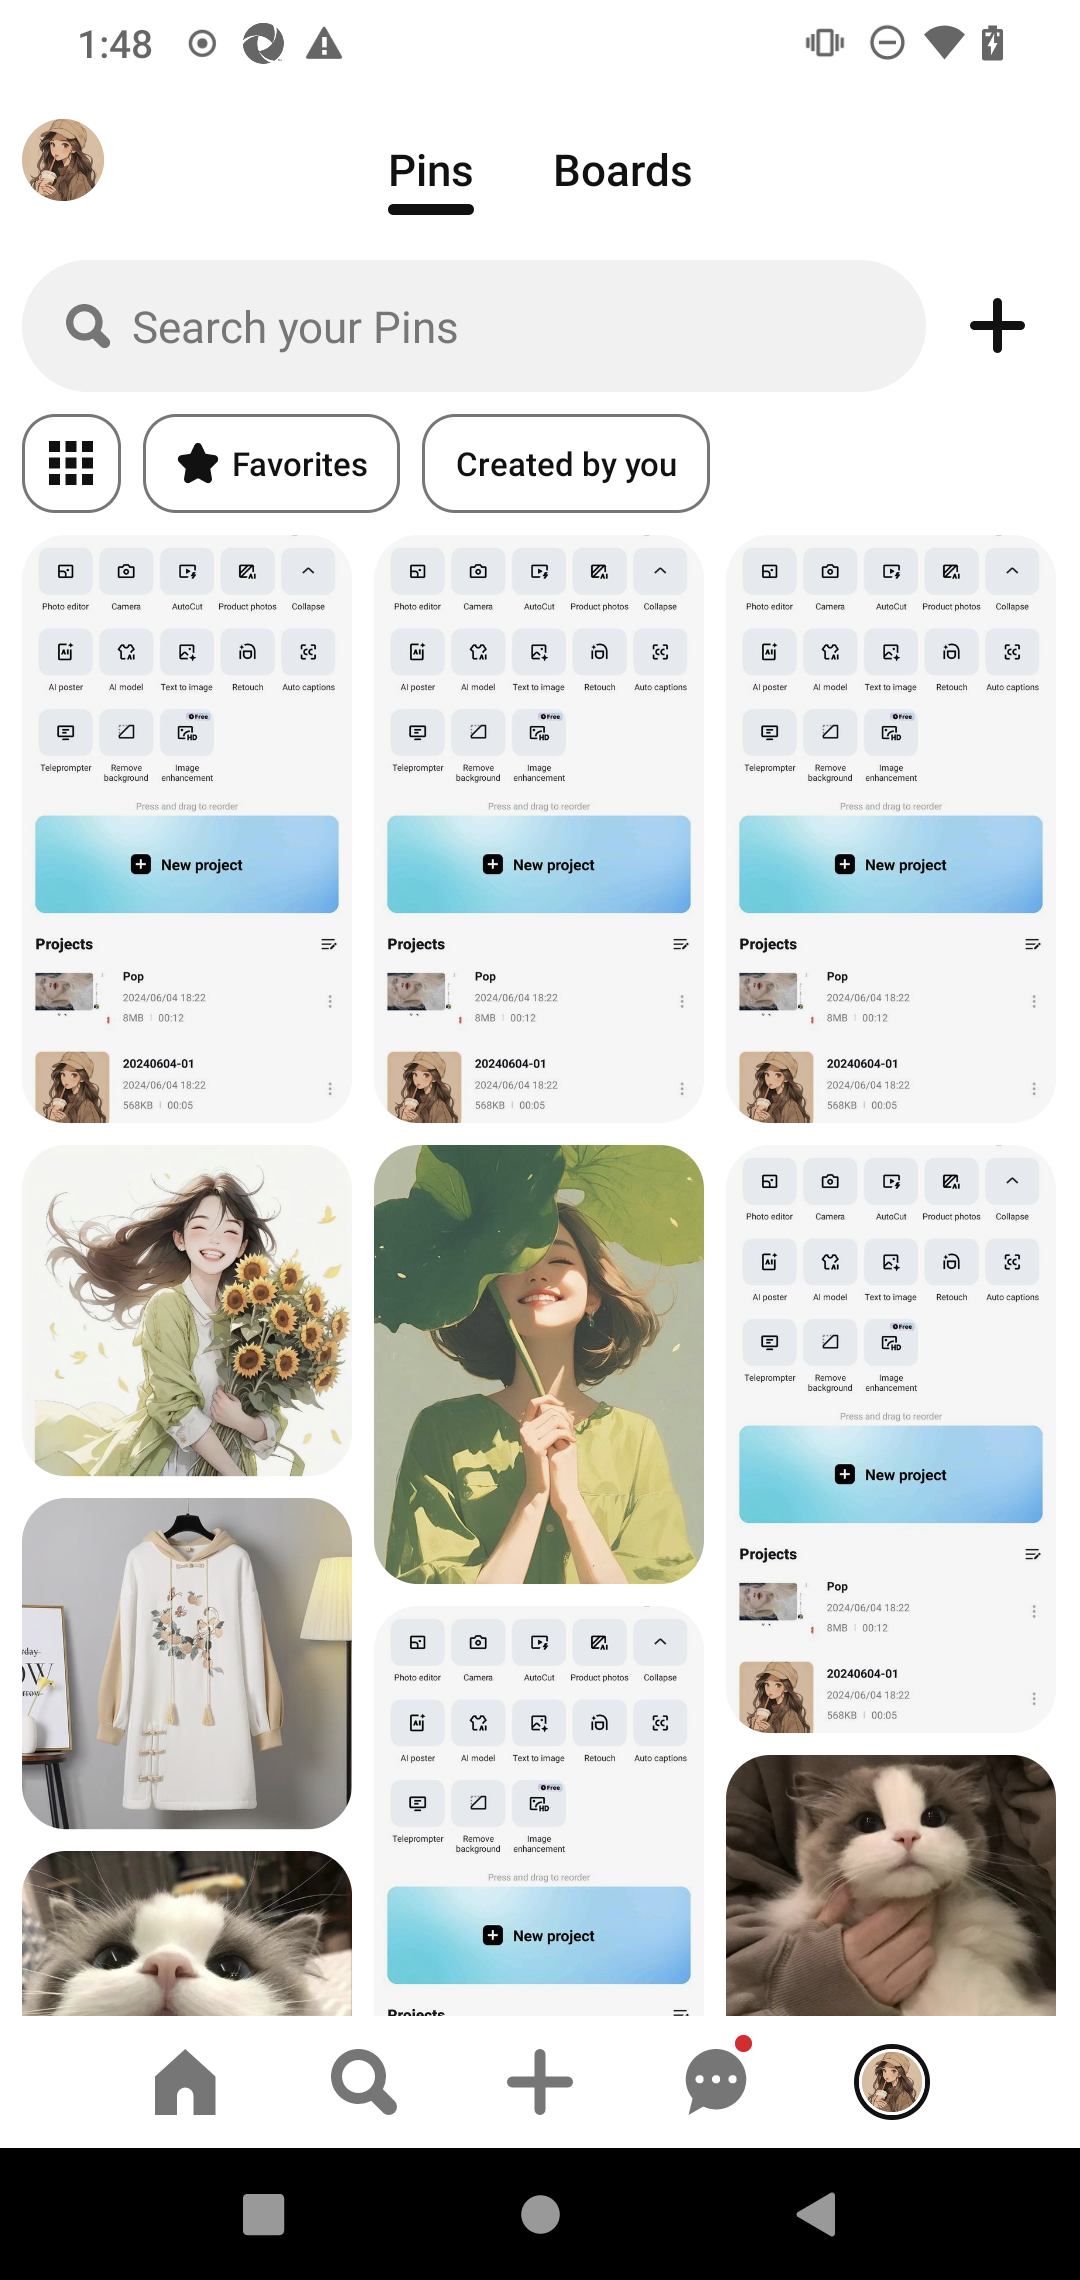 1:48
Pins Boards
Search your Pins
Favorites
Created by you
Photo editor Camera AutoCut Product photos Collapse
AI poster AI model Text to image Retouch Auto captions
Free
Teleprompter Remove background Image enhancement
Press and drag to reorder
New project
Projects
Pop
2024/06/04 18:22
8MB 00:12
20240604-01
2024/06/04 18:22
568KB 00:05
Photo editor Camera AutoCut Product photos Collapse
AI poster AI model Text to image Retouch Auto captions
Free
Teleprompter Remove background Image enhancement
Press and drag to reorder
New project
Projects
Pop
2024/06/04 18:22
8MB 00:12
20240604-01
2024/06/04 18:22
568KB 00:05
Photo editor Camera AutoCut Product photos Collapse
AI poster AI model Text to image Retouch Auto captions
Free
Teleprompter Remove background Image enhancement
Press and drag to reorder
New project
Projects
Pop
2024/06/04 18:22
8MB 00:12
20240604-01
2024/06/04 18:22
568KB 00:05
Photo editor Camera AutoCut Product photos Collapse
AI poster AI model Text to image Retouch Auto captions
Free
Teleprompter Remove background Image enhancement
Press and drag to reorder
New project
Projects
Pop
2024/06/04 18:22
8MB 00:12
20240604-01
2024/06/04 18:22
568KB 00:05
Photo editor Camera AutoCut Product photos Collapse
AI poster AI model Text to image Retouch Auto captions
Free
Teleprompter Remove background Image enhancement
Press and drag to reorder
New project
Projects